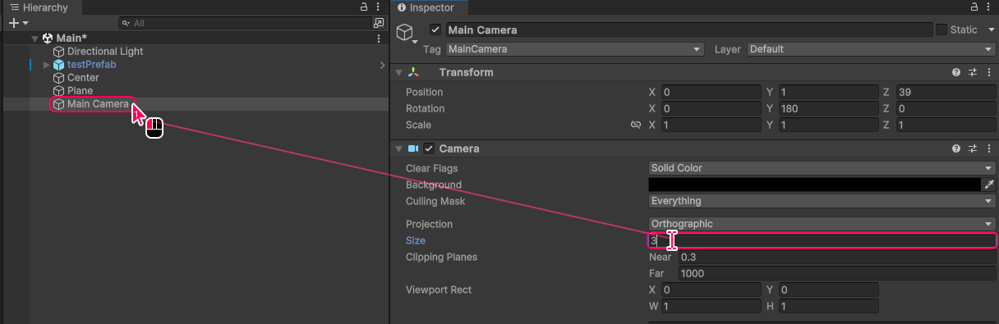 Hierarchy
All
Main*
Directional Light
testPrefab
Center
Plane
Main Camera
1
Inspector
Main Camera
Static
Tag MainCamera Layer Default
Transform
Position X 0 Y 1 Z 39
Rotation X 0 Y 180 Z 0
Scale X 1 Y 1 Z 1
Camera
Clear Flags Solid Color
Background
Culling Mask Everything
Projection Orthographic
Size 3
Clipping Planes Near 0.3
Far 1000
Viewport Rect X 0 Y 0
W 1 H 1